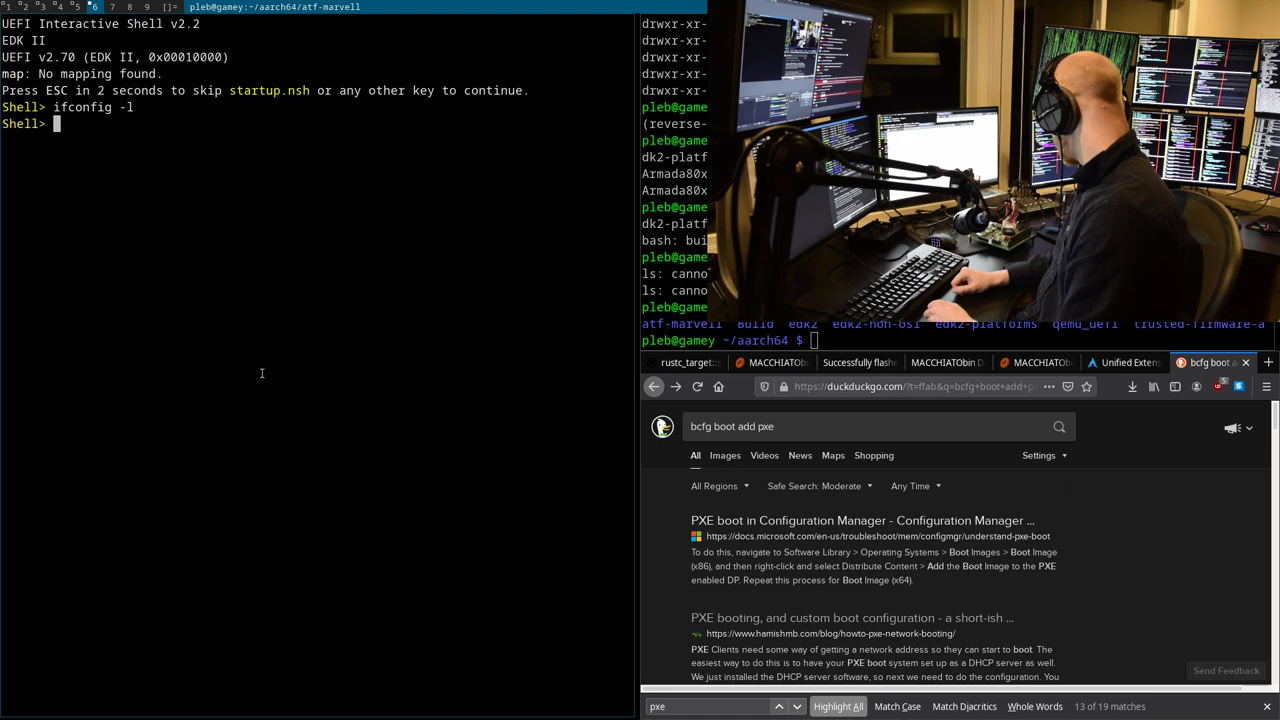 1 2 3 4 5 6 7 8 9 []= pleb@gamey:~/aarch64/atf-marvell
UEFI Interactive Shell v2.2
EDK II
UEFI v2.70 (EDK II, 0x00010000)
map: No mapping found.
Press ESC in 2 seconds to skip startup.nsh or any other key to continue.
Shell> ifconfig -l
Shell>
drwxr-xr-
drwxr-xr-
drwxr-xr-
drwxr-xr-
drwxr-xr-
pleb@game
(reverse-
pleb@game
dk2-platf
Armada80x
Armada80x
pleb@game
dk2-platf
bash: bui
pleb@game
ls: canno
ls: canno
pleb@game
atf-marvell Build edk2 edk2-non-osi edk2-platforms qemu_uefi trusted-firmware-a
pleb@gamey ~/aarch64 $
rustc_target::s MACCHIATOb Successfully flashe MACCHIATObin D MACCHIATOb Unified Extens bcfg boot a
https://duckduckgo.com/?t=ffab&q=bcfg+boot+add+p
5
bcfg boot add pxe
All Images Videos News Maps Shopping Settings
All Regions Safe Search: Moderate Any Time
PXE boot in Configuration Manager - Configuration Manager ...
https://docs.microsoft.com/en-us/troubleshoot/mem/configmgr/understand-pxe-boot
To do this, navigate to Software Library > Operating Systems > Boot Images > Boot Image
(x86), and then right-click and select Distribute Content > Add the Boot Image to the PXE
enabled DP. Repeat this process for Boot Image (x64).
PXE booting, and custom boot configuration - a short-ish ...
https://www.hamishmb.com/blog/howto-pxe-network-booting/
PXE Clients need some way of getting a network address so they can start to boot. The
easiest way to do this is to have your PXE boot system set up as a DHCP server as well.
We just installed the DHCP server software, so next we need to do the configuration. You
Send Feedback
pxe Highlight All Match Case Match Diacritics Whole Words 13 of 19 matches